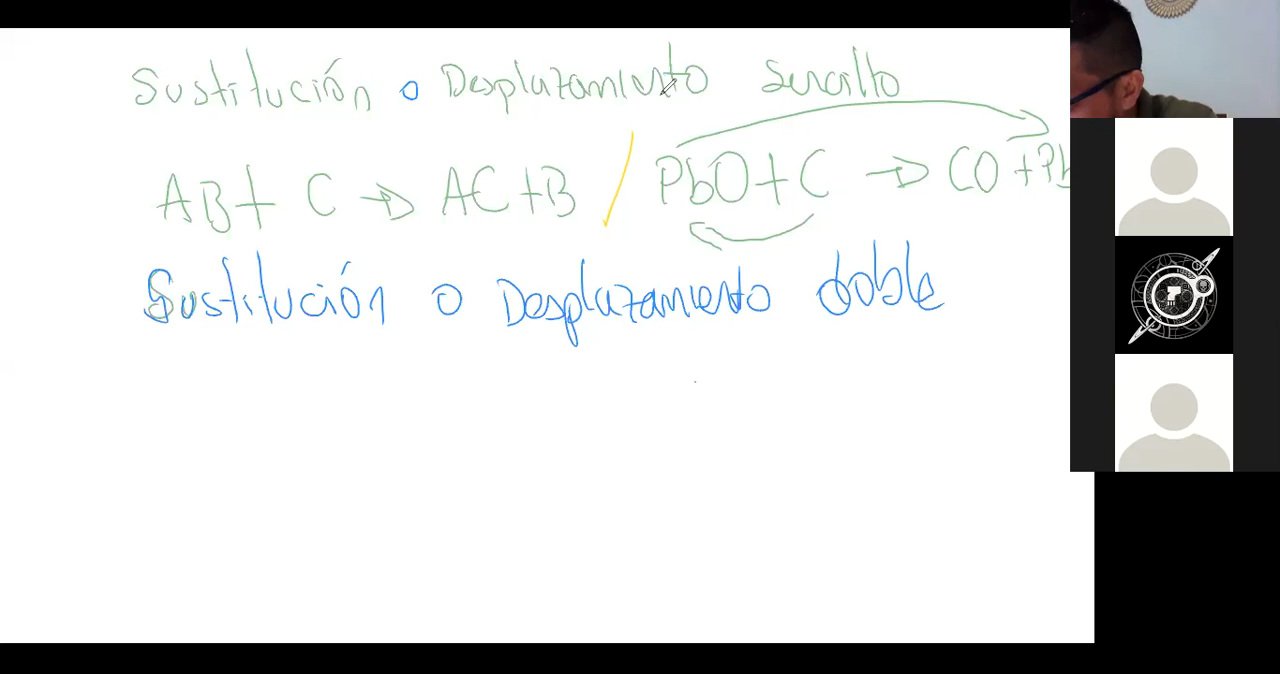 Sustitución o Desplazamiento sencillo
AB + C → AC + B / PbO + C → CO + Pb
Sustitución o Desplazamiento doble